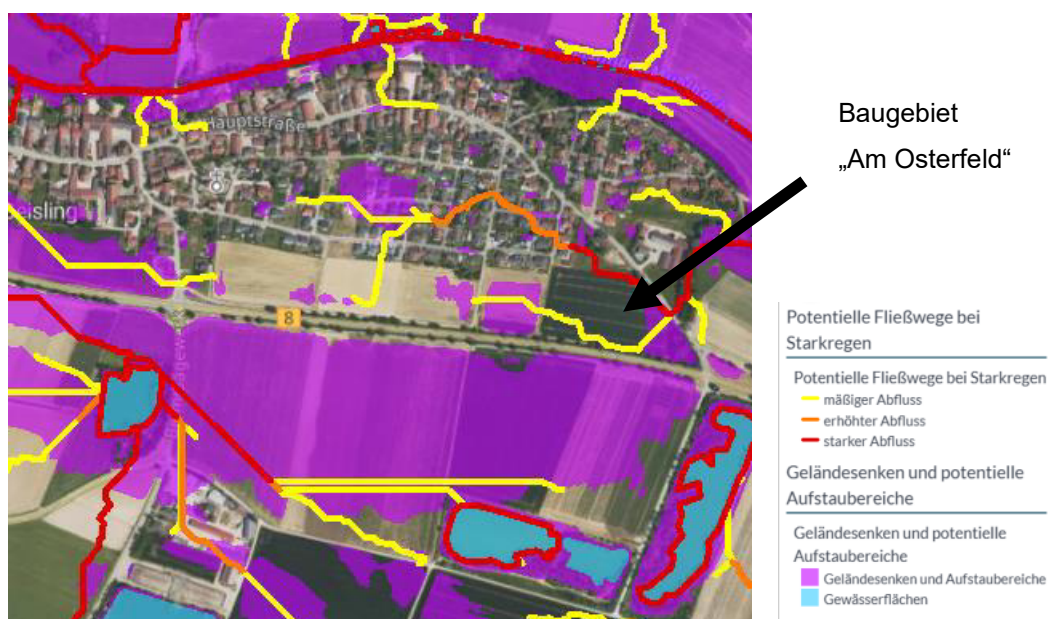 Hauptstraße
eisling
8
Baugebiet
„Am Osterfeld“
Potentielle Fließwege bei
Starkregen
Potentielle Fließwege bei Starkregen
mäßiger Abfluss
erhöhter Abfluss
starker Abfluss
Geländesenken und potentielle
Aufstaubereiche
Geländesenken und potentielle
Aufstaubereiche
Geländesenken und Aufstaubereiche
Gewässerflächen